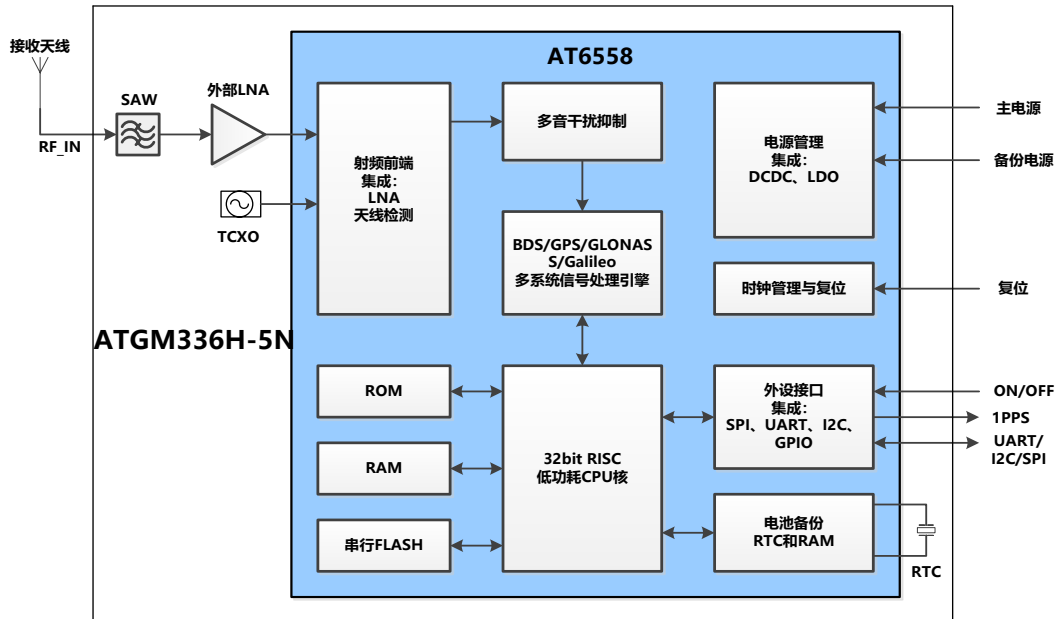 接收天线
RF_IN
SAW
外部LNA
TCXO
ATGM336H-5N
AT6558
射频前端
集成:
LNA
天线检测
多音干扰抑制
BDS/GPS/GLONAS
S/Galileo
多系统信号处理引擎
电源管理
集成:
DCDC、LDO
时钟管理与复位
ROM
RAM
串行FLASH
32bit RISC
低功耗CPU核
外设接口
集成:
SPI、UART、I2C、
GPIO
电池备份
RTC和RAM
主电源
备份电源
复位
ON/OFF
1PPS
UART/
I2C/SPI
RTC